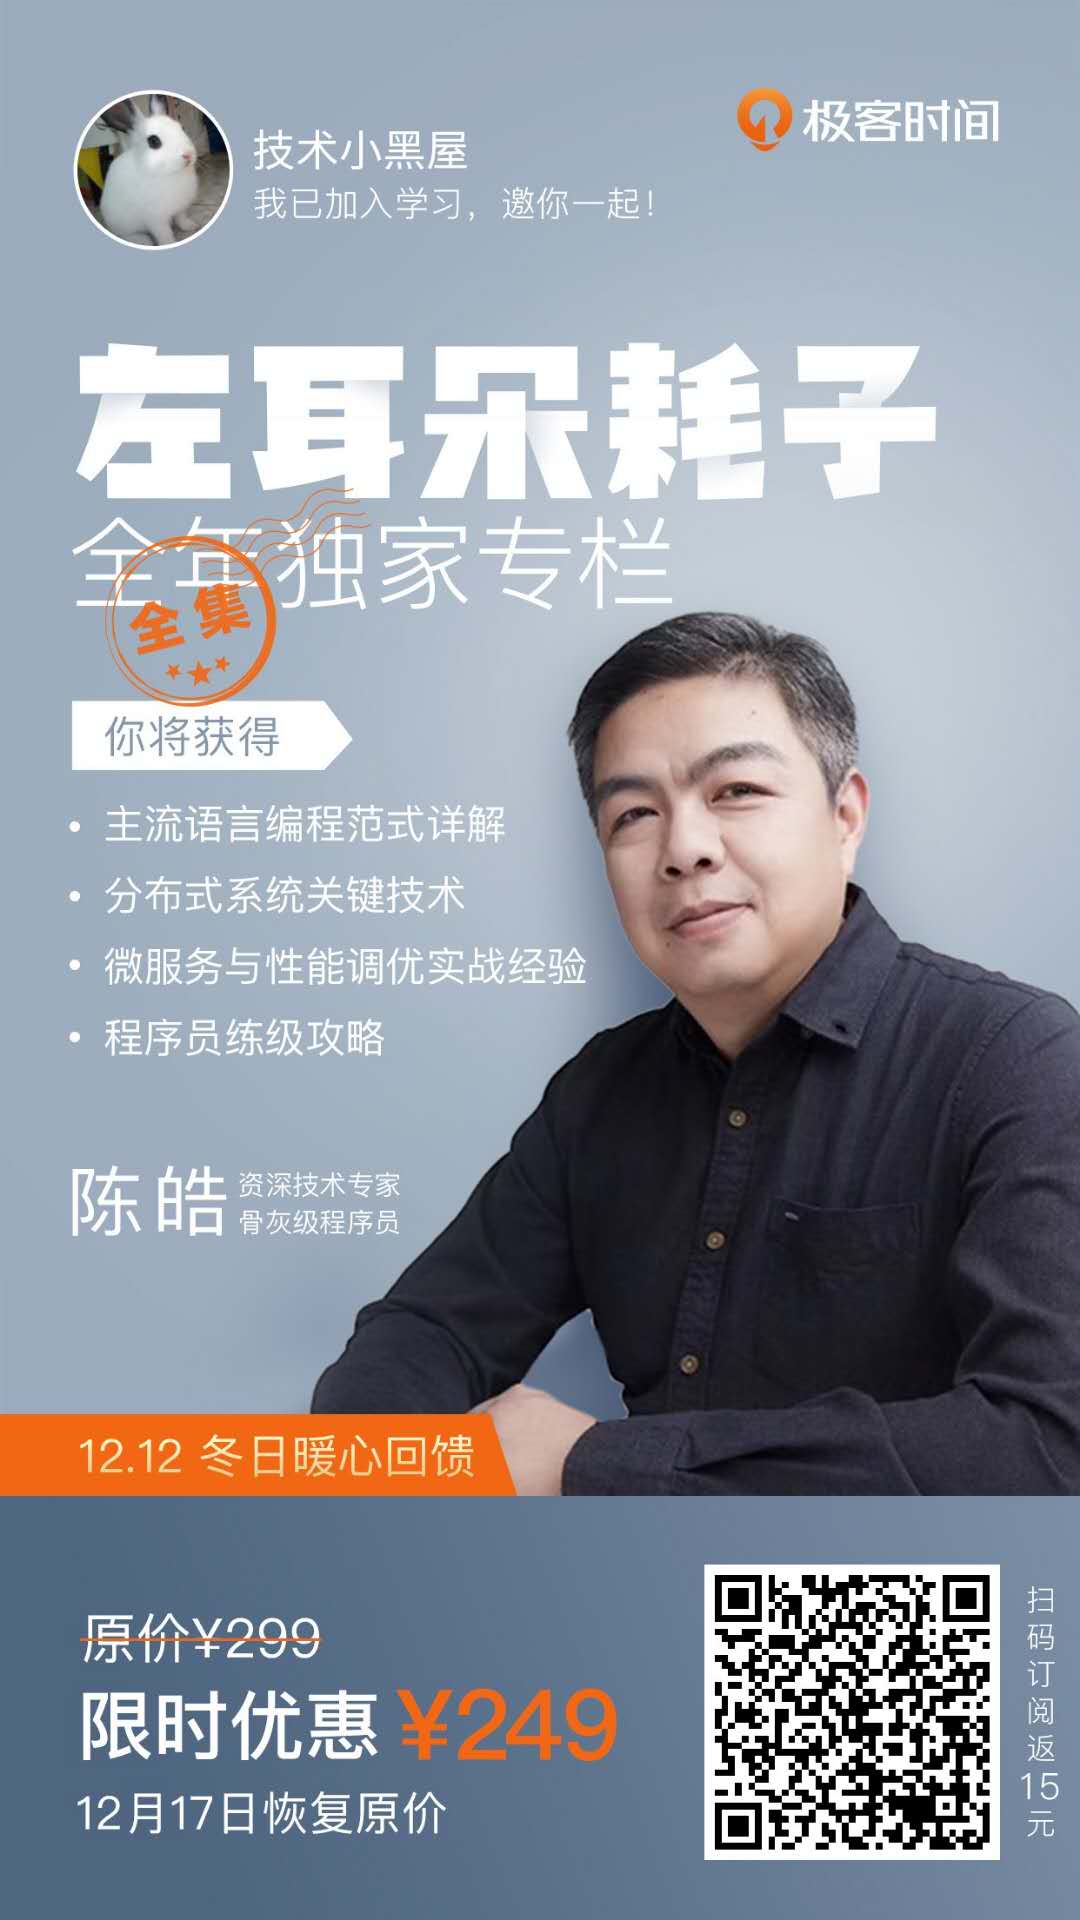 技术小黑屋
我已加入学习，邀你一起！
极客时间
左耳朵耗子
全年独家专栏
全集
你将获得
• 主流语言编程范式详解
• 分布式系统关键技术
• 微服务与性能调优实战经验
• 程序员练级攻略
陈皓
资深技术专家
骨灰级程序员
12.12 冬日暖心回馈
原价¥299
限时优惠 ¥249
12月17日恢复原价
扫码订阅返15元